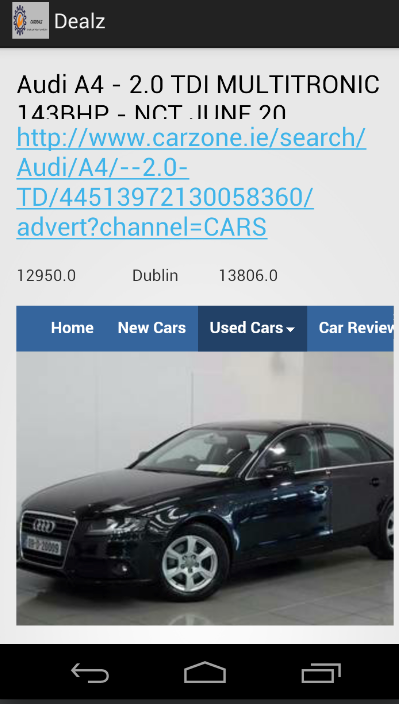 Dealz
Audi A4 - 2.0 TDI MULTITRONIC
143BHP - NCT JUNE 20
http://www.carzone.ie/search/
Audi/A4/--2.0-
TD/44513972130058360/
advert?channel=CARS
12950.0 Dublin 13806.0
Home New Cars Used Cars Car Review